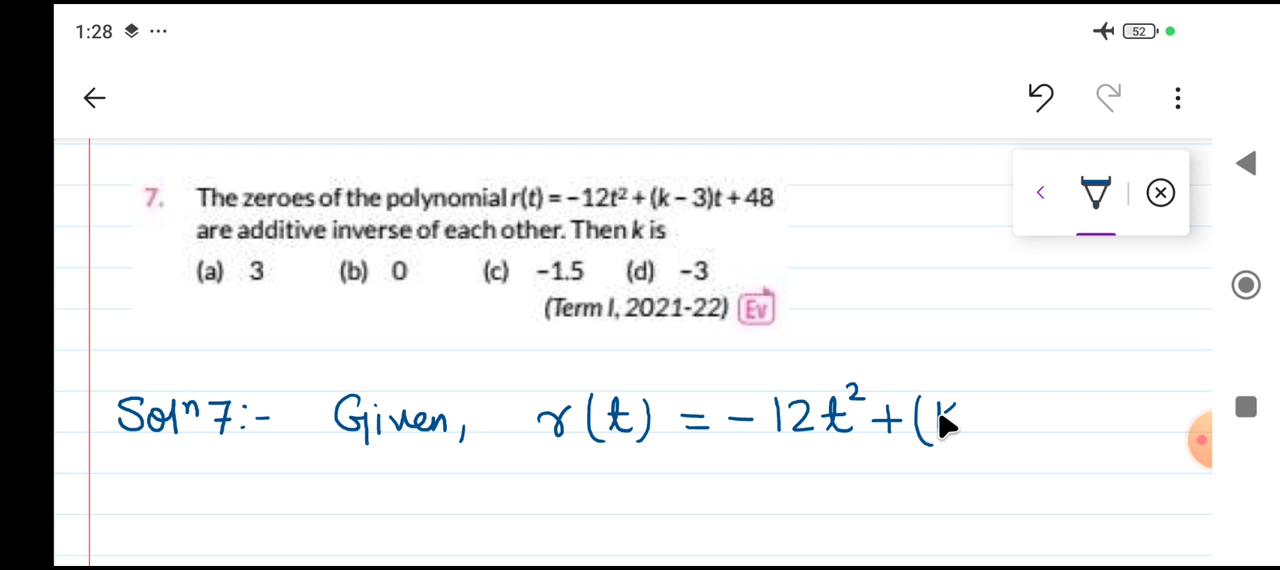 1:28 ...
52
7. The zeroes of the polynomial r(t) = −12t² + (k − 3)t + 48
are additive inverse of each other. Then k is
(a) 3 (b) 0 (c) −1.5 (d) −3
(Term I, 2021-22) Ev
Solⁿ 7:- Given, r(t) = -12t² + (k